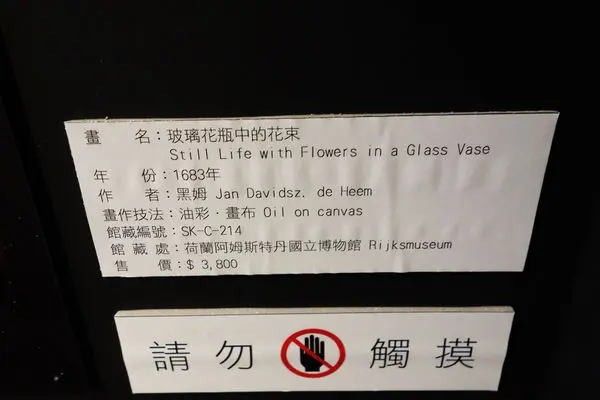 畫 名：玻璃花瓶中的花束
Still Life with Flowers in a Glass Vase
年 份：1683年
作 者：黑姆 Jan Davidsz. de Heem
畫作技法：油彩．畫布 Oil on canvas
館藏編號：SK-C-214
館 藏 處：荷蘭阿姆斯特丹國立博物館 Rijksmuseum
售 價：$ 3,800
請勿觸摸